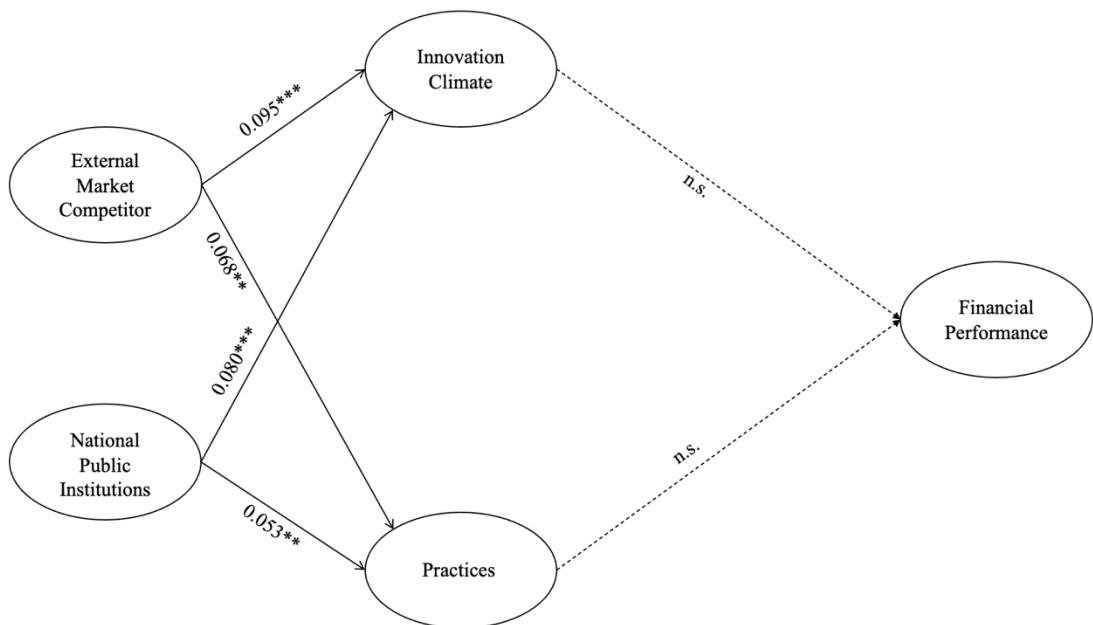 Innovation
Climate
0.095***
External
Market
Competitor
n.s.
0.068**
Financial
Performance
0.080***
National
Public
Institutions
n.s.
0.053**
Practices